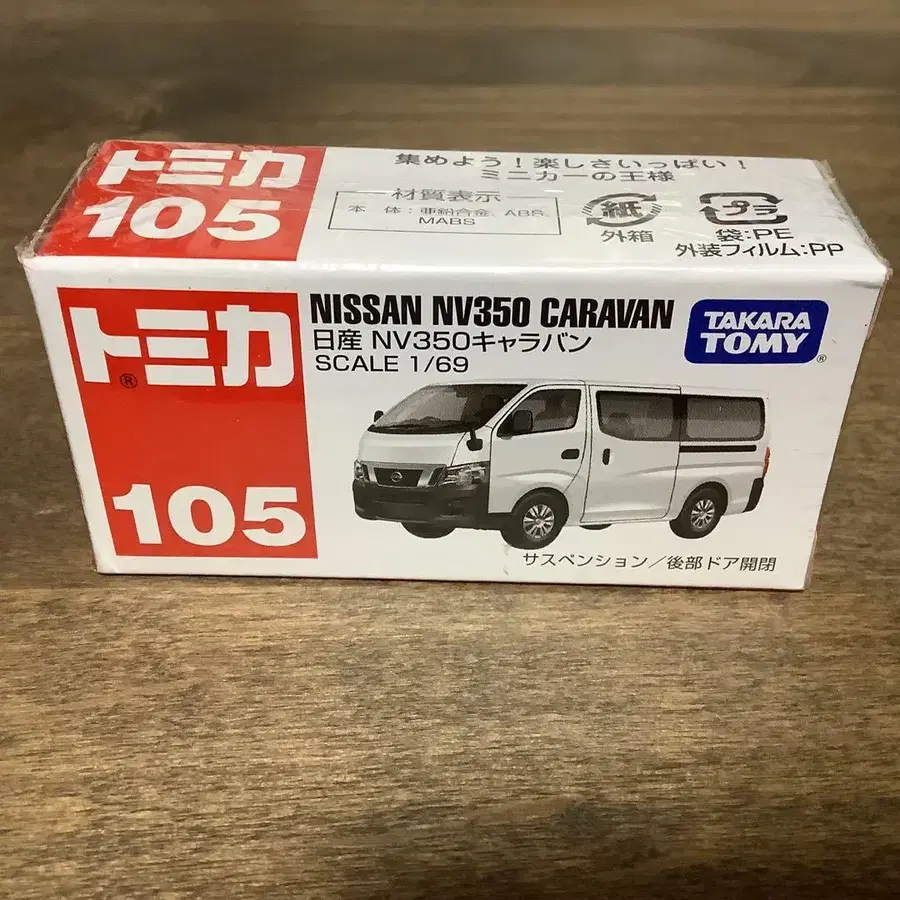 トミカ
105
集めよう！楽しさいっぱい！
ミニカーの王様
材質表示
本 体：亜鉛合金、ABS、
MABS
紙
外箱
プラ
袋:PE
外装フィルム:PP
トミカ®
105
NISSAN NV350 CARAVAN
日産 NV350キャラバン
SCALE 1/69
TAKARA
TOMY®
サスペンション／後部ドア開閉